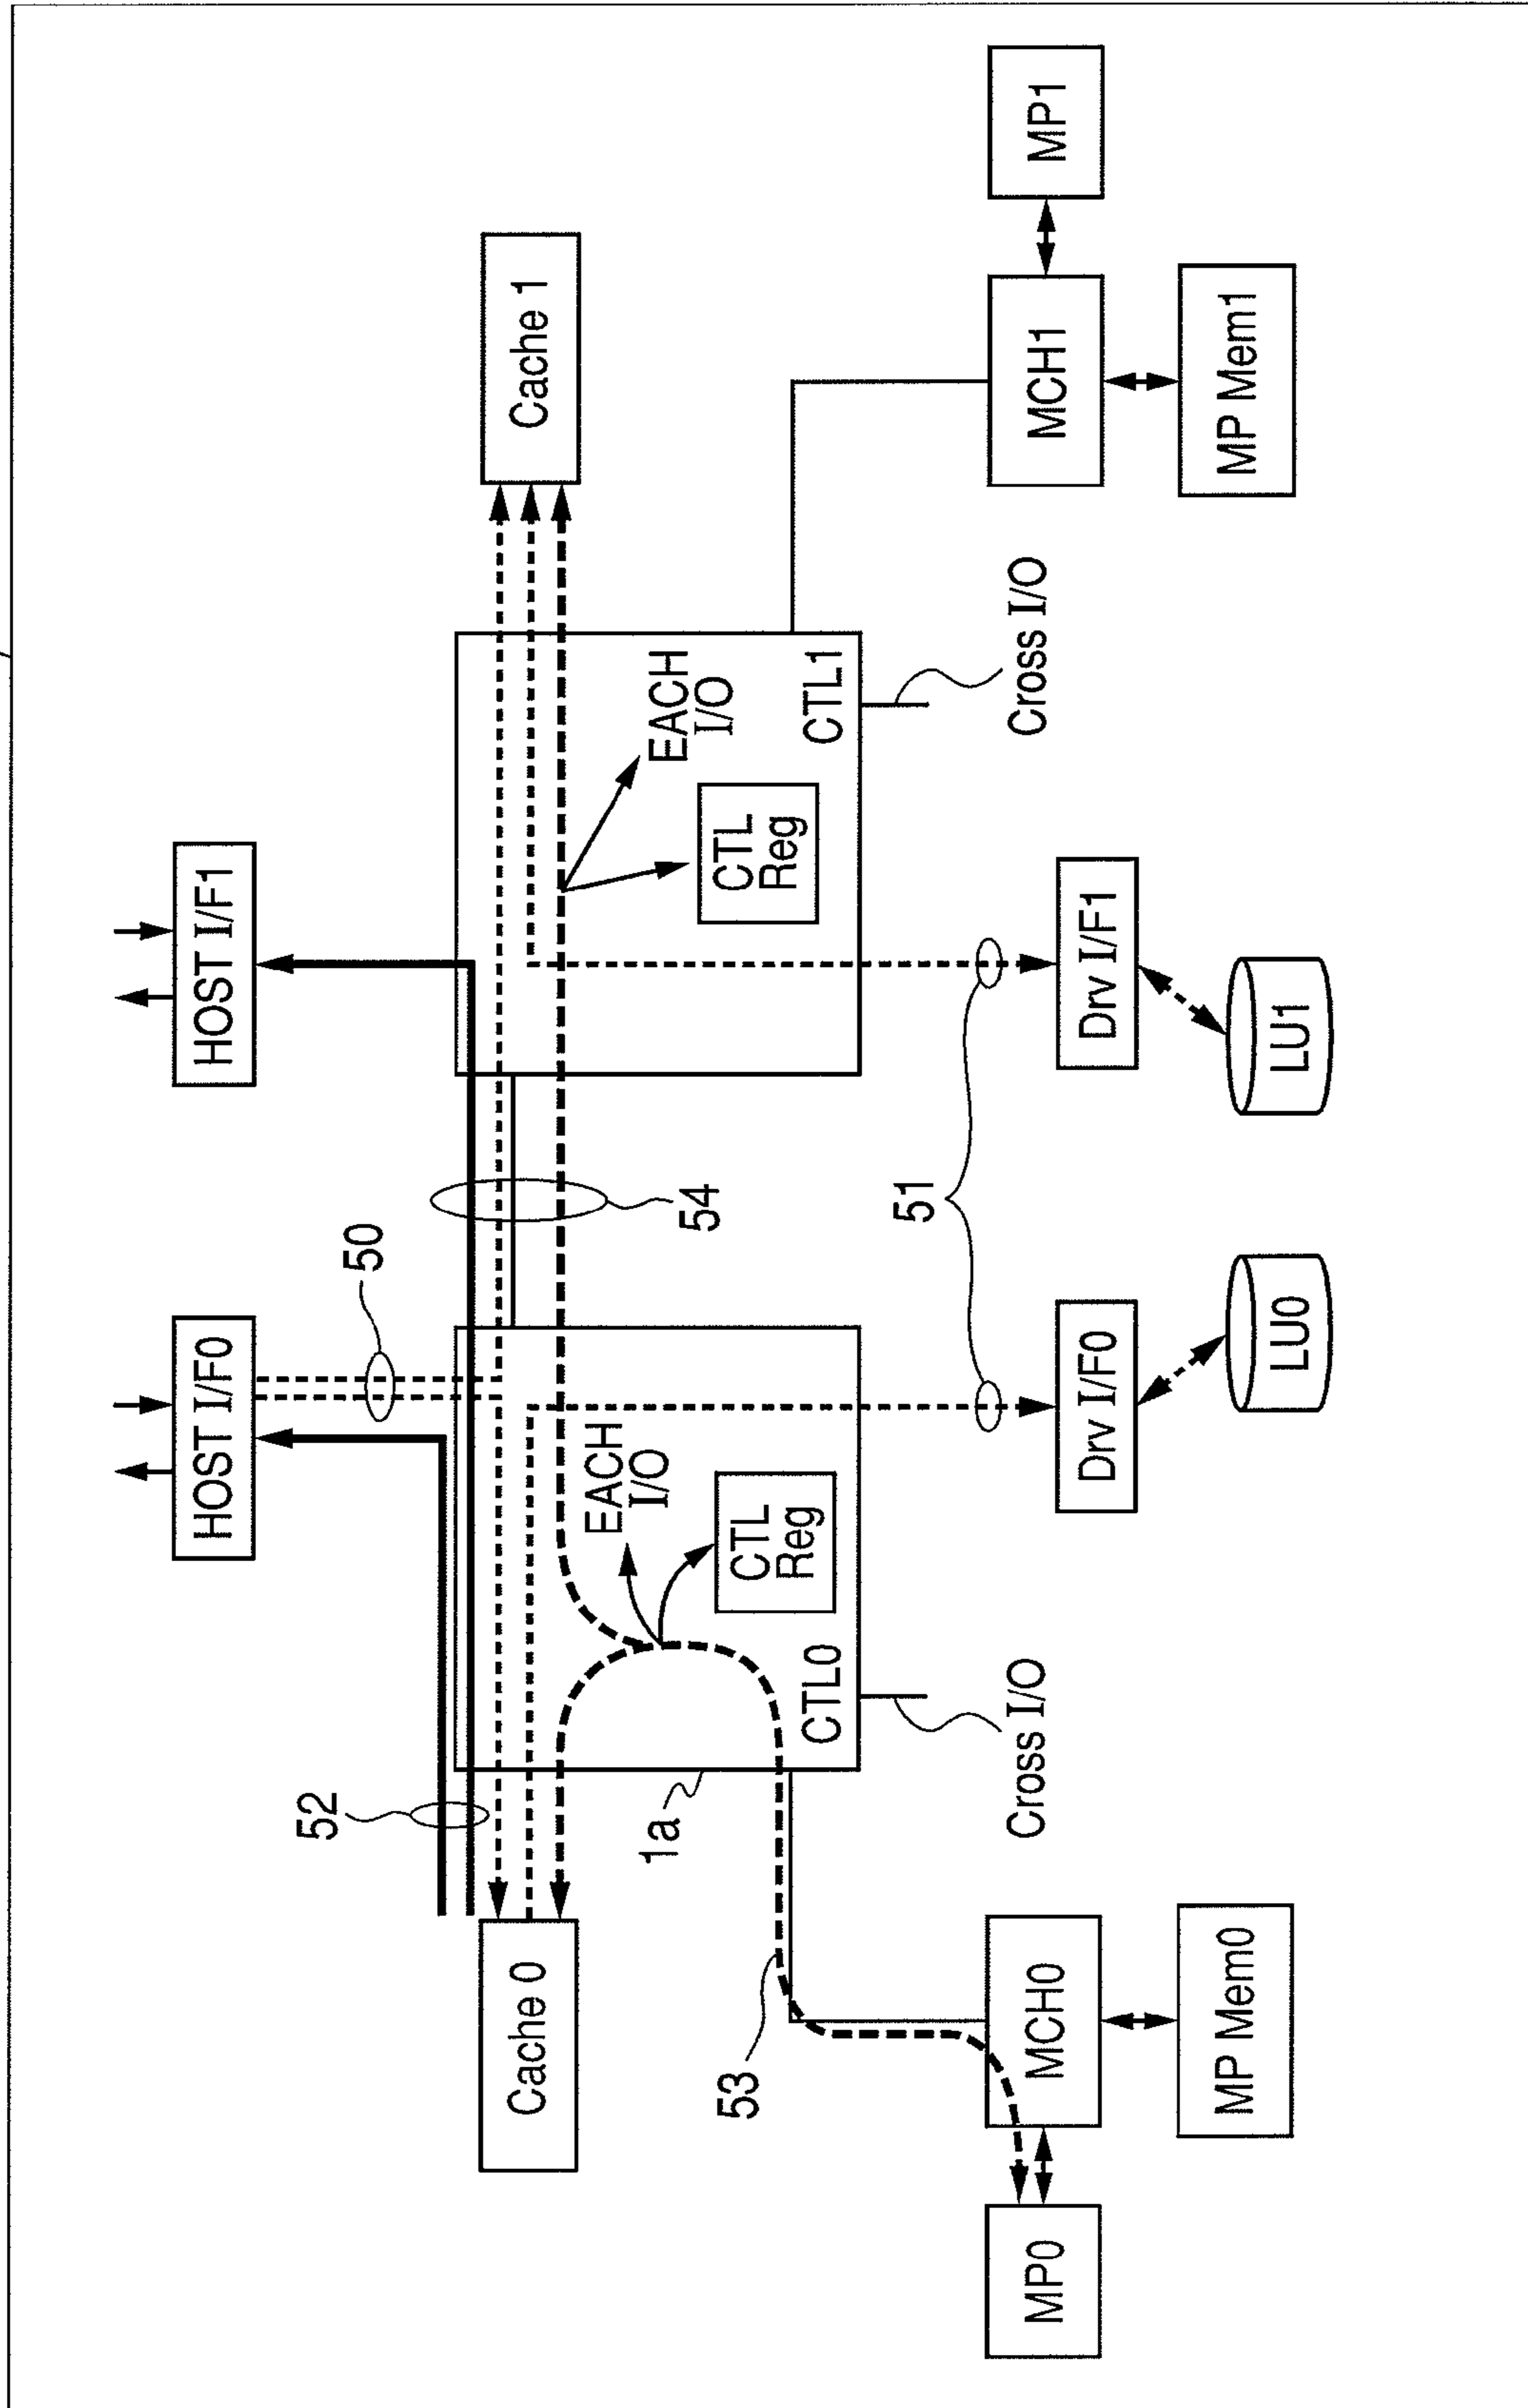 HOST I/F0
HOST I/F1
50
52
54
Cache 0
Cache 1
EACH
I/O
CTL
Reg
CTL0
EACH
I/O
CTL
Reg
CTL1
1a
53
51
Cross I/O
Cross I/O
MP0
MCH0
MP Mem0
Drv I/F0
LU0
Drv I/F1
LU1
MCH1
MP1
MP Mem1